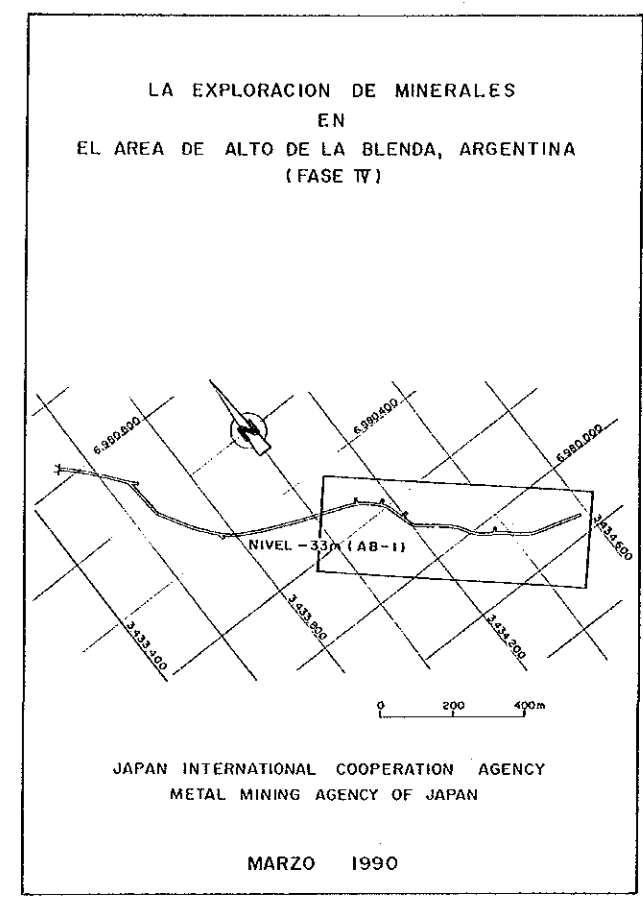 LA EXPLORACION DE MINERALES
EN
EL AREA DE ALTO DE LA BLENDA, ARGENTINA
(FASE IV)
6.980.800
6.980.400
6.980.000
N
NIVEL -33m (AB-1)
3.433.400
3.433.800
3.434.200
3.434.600
0 200 400m
JAPAN INTERNATIONAL COOPERATION AGENCY
METAL MINING AGENCY OF JAPAN
MARZO 1990